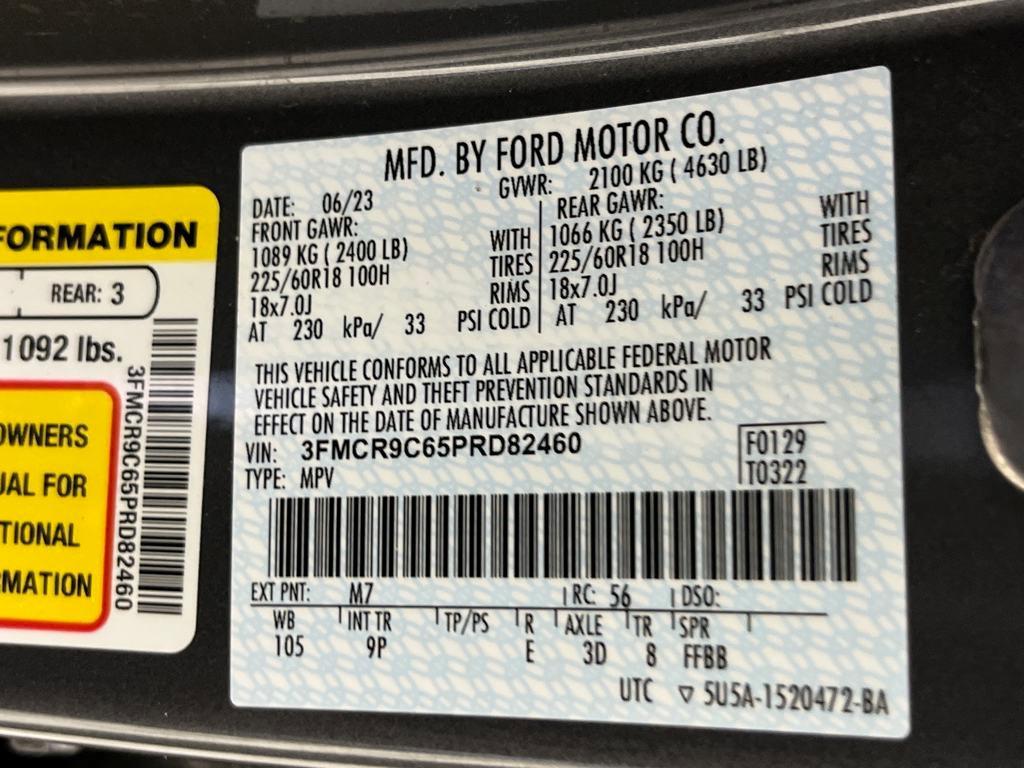 FORMATION
REAR: 3
1092 lbs.
OWNERS
UAL FOR
TIONAL
RMATION
3FMCR9C65PRD82460
MFD. BY FORD MOTOR CO.
DATE: 06/23 GVWR: 2100 KG ( 4630 LB)
FRONT GAWR: REAR GAWR:
1089 KG ( 2400 LB) WITH 1066 KG ( 2350 LB) WITH
225/60R18 100H TIRES 225/60R18 100H TIRES
18x7.0J RIMS 18x7.0J RIMS
AT 230 kPa/ 33 PSI COLD AT 230 kPa/ 33 PSI COLD
THIS VEHICLE CONFORMS TO ALL APPLICABLE FEDERAL MOTOR
VEHICLE SAFETY AND THEFT PREVENTION STANDARDS IN
EFFECT ON THE DATE OF MANUFACTURE SHOWN ABOVE.
VIN: 3FMCR9C65PRD82460 F0129
TYPE: MPV T0322
EXT PNT: M7 RC: 56 DSO:
WB INT TR TP/PS R AXLE TR SPR
105 9P E 3D 8 FFBB
UTC ▽ 5U5A-1520472-BA